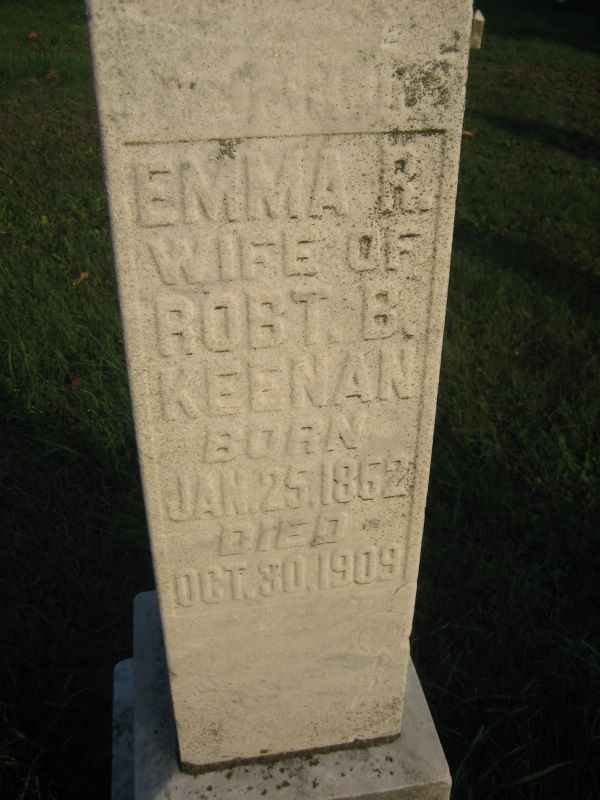 EMMA R.
WIFE OF
ROBT. B.
KEENAN
BORN
JAN. 25, 1852
DIED
OCT. 30, 1909